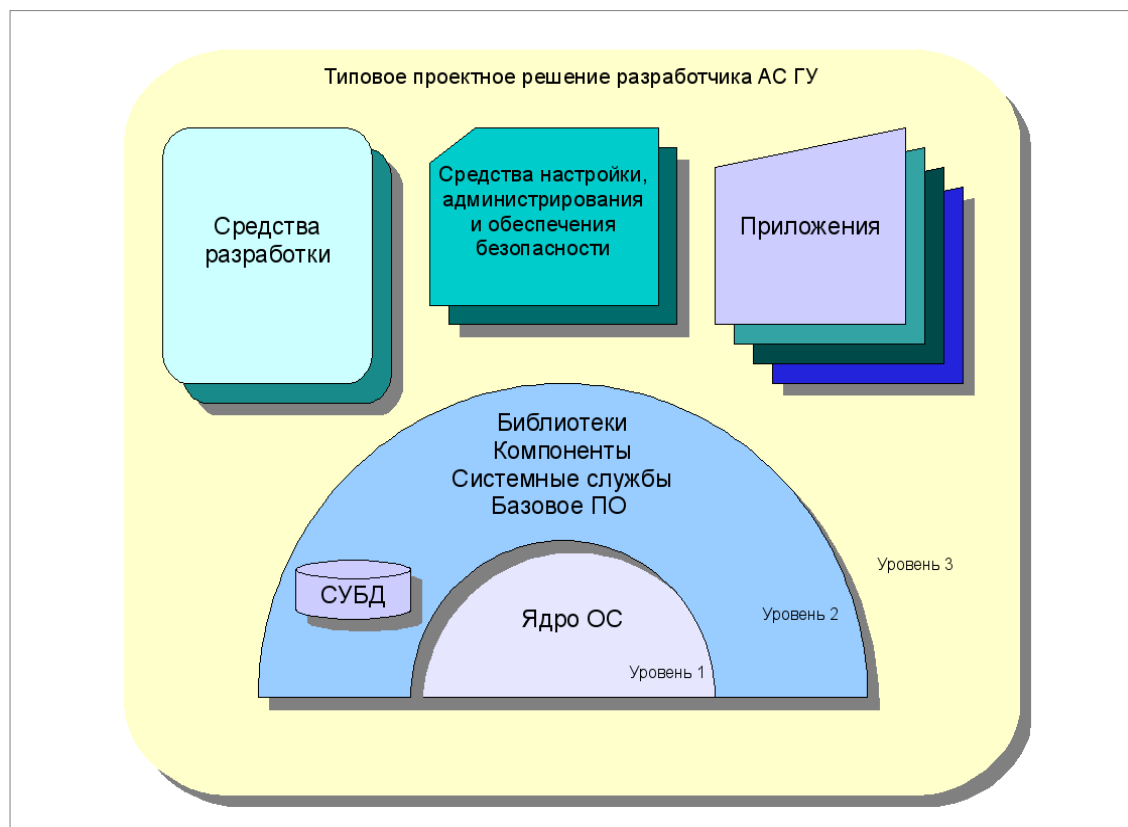 Типовое проектное решение разработчика АС ГУ
Средства
разработки
Средства настройки,
администрирования
и обеспечения
безопасности
Приложения
Библиотеки
Компоненты
Системные службы
Базовое ПО
СУБД
Ядро ОС
Уровень 1
Уровень 2
Уровень 3